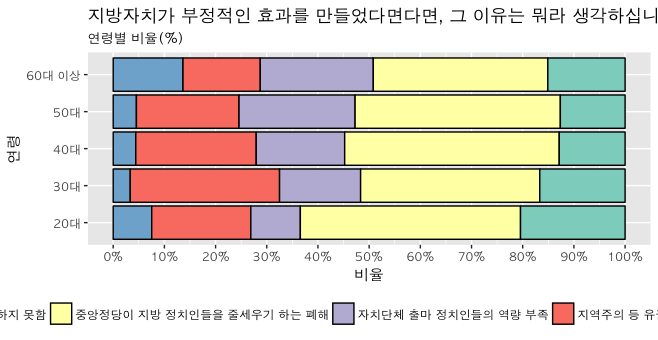 지방자치가 부정적인 효과를 만들었다면다면, 그 이유는 뭐라 생각하십니
연령별 비율(%)
60대 이상
50대
40대
30대
20대
연령
0% 10% 20% 30% 40% 50% 60% 70% 80% 90% 100%
비율
하지 못함 중앙정당이 지방 정치인들을 줄세우기 하는 폐해 자치단체 출마 정치인들의 역량 부족 지역주의 등 유